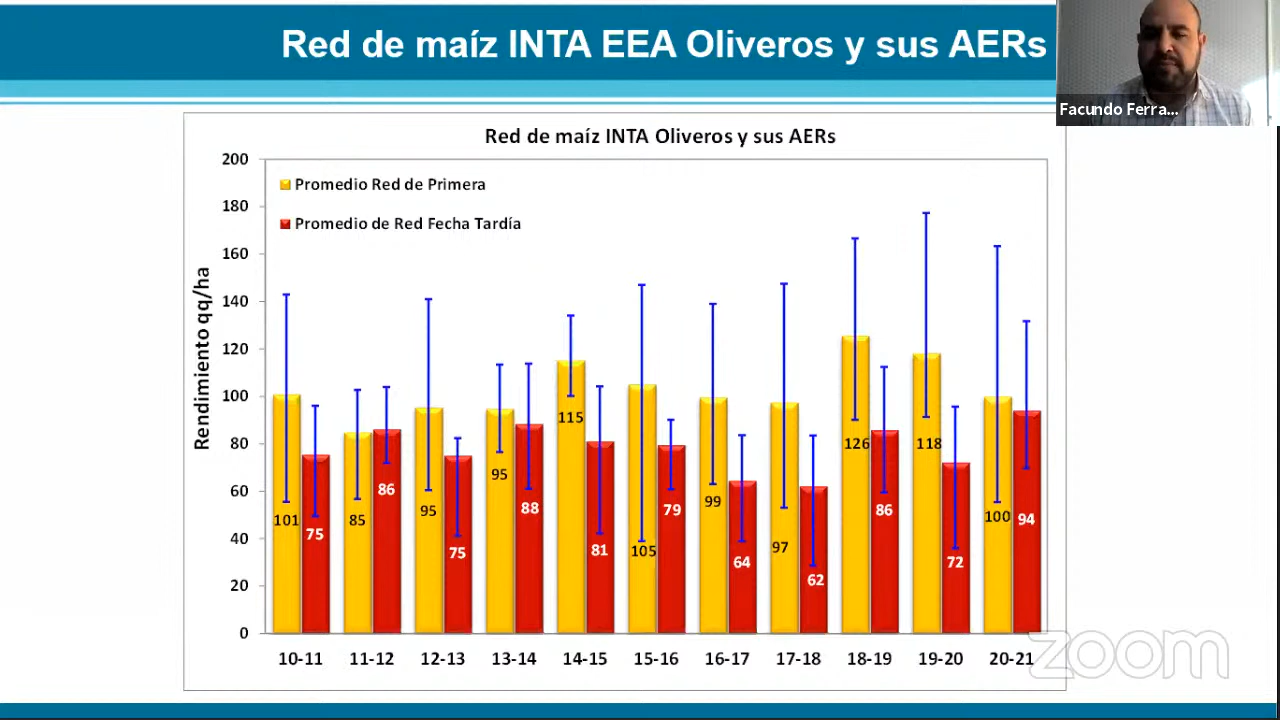 Red de maíz INTA EEA Oliveros y sus AERs
Facundo Ferra...
Red de maíz INTA Oliveros y sus AERs
Promedio Red de Primera
Promedio de Red Fecha Tardía
Rendimiento qq/ha
200
180
160
140
120
100
80
60
40
20
0
101 75 85 86 95 75 95 88 115 81 105 79 99 64 97 62 126 86 118 72 100 94
10-11 11-12 12-13 13-14 14-15 15-16 16-17 17-18 18-19 19-20 20-21
zoom